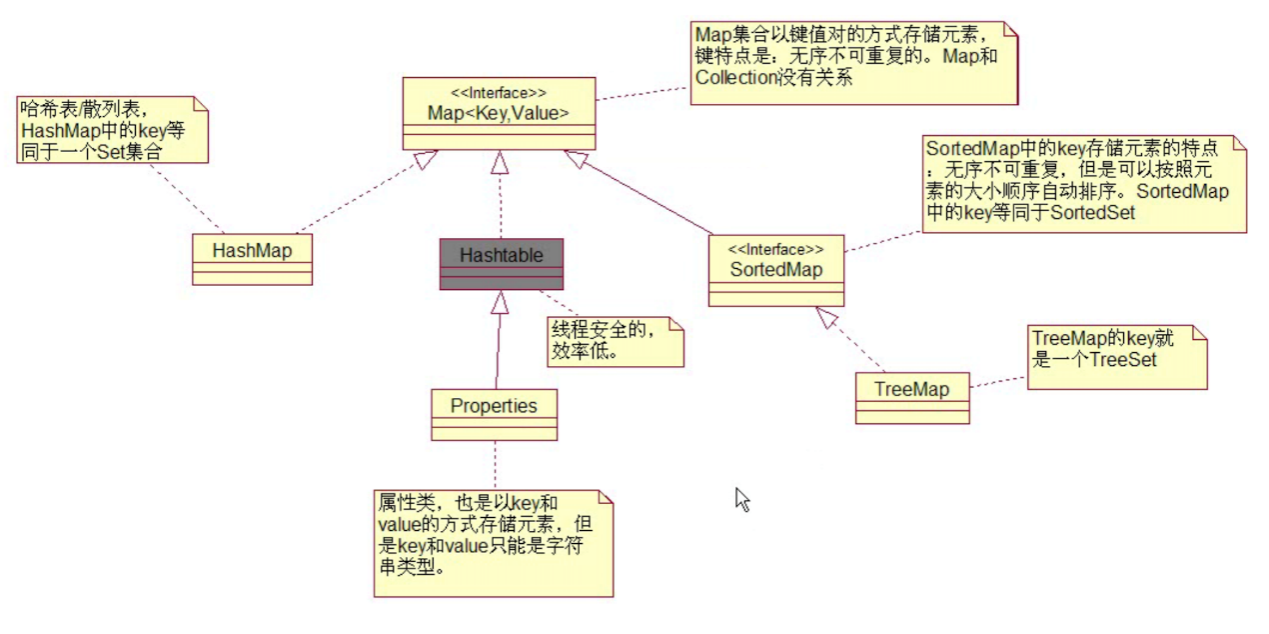 Map集合以键值对的方式存储元素，
键特点是：无序不可重复的。Map和
Collection没有关系
<<Interface>>
Map<Key,Value>
哈希表/散列表，
HashMap中的key等
同于一个Set集合
SortedMap中的key存储元素的特点
：无序不可重复，但是可以按照元
素的大小顺序自动排序。SortedMap
中的key等同于SortedSet
HashMap
Hashtable
<<Interface>>
SortedMap
线程安全的，
效率低。
TreeMap的key就
是一个TreeSet
TreeMap
Properties
属性类，也是以key和
value的方式存储元素，但
是key和value只能是字符
串类型。